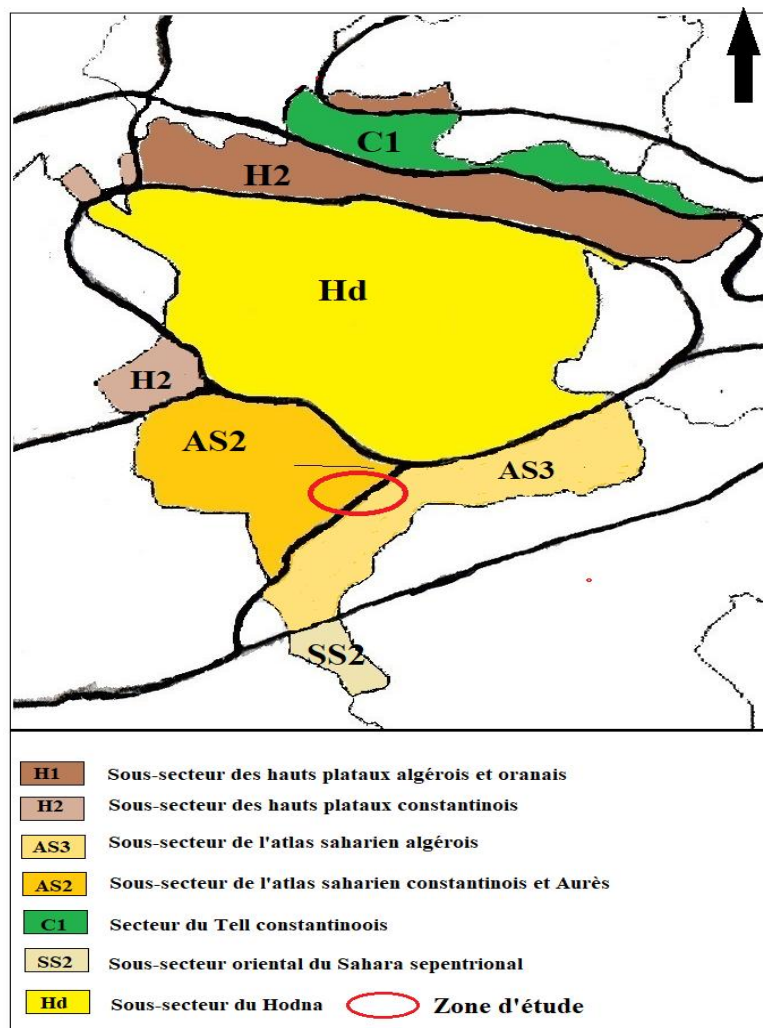 C1
H2
Hd
H2
AS2
AS3
SS2
H1 Sous-secteur des hauts plataux algérois et oranais
H2 Sous-secteur des hauts plataux constantinois
AS3 Sous-secteur de l'atlas saharien algérois
AS2 Sous-secteur de l'atlas saharien constantinois et Aurès
C1 Secteur du Tell constantinoois
SS2 Sous-secteur oriental du Sahara sepentrional
Hd Sous-secteur du Hodna Zone d'étude